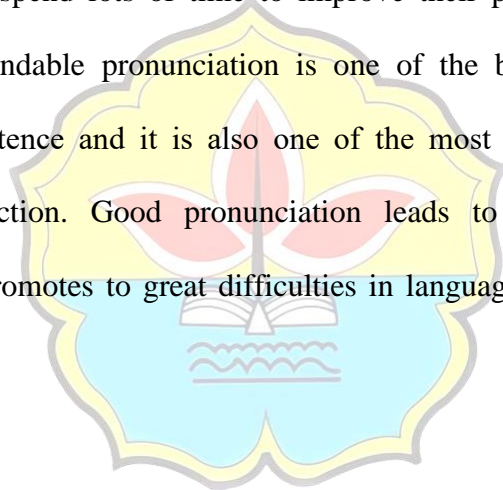 spend lots of time to improve their p
ndable pronunciation is one of the b
tence and it is also one of the most
ction. Good pronunciation leads to
romotes to great difficulties in languag